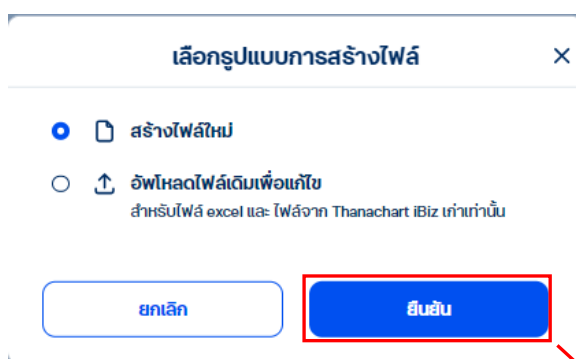 เลือกรูปแบบการสร้างไฟล์
สร้างไฟล์ใหม่
อัพโหลดไฟล์เดิมเพื่อแก้ไข
สำหรับไฟล์ excel และ ไฟล์จาก Thanachart iBiz เก่าเท่านั้น
ยกเลิก
ยืนยัน